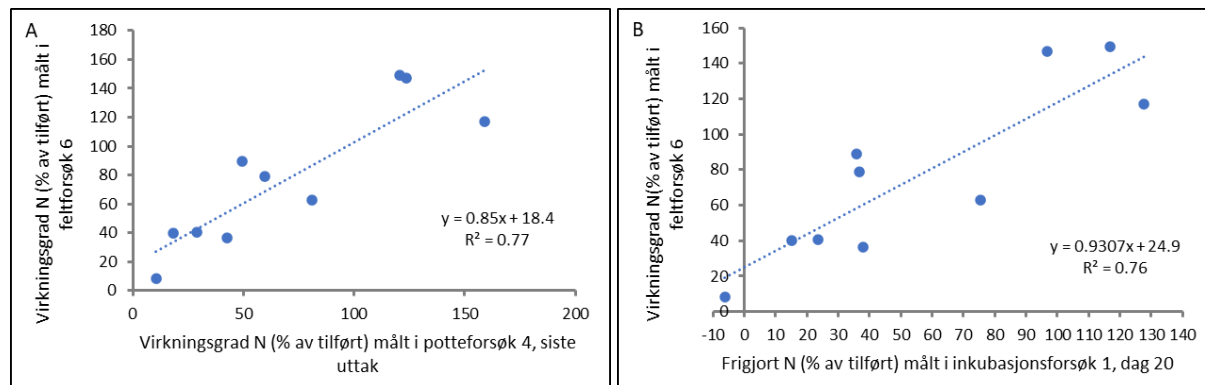 A
Virkningsgrad N (% av tilført) målt i
feltforsøk 6
180
160
140
120
100
80
60
40
20
0
y = 0.85x + 18.4
R² = 0.77
0 50 100 150 200
Virkningsgrad N (% av tilført) målt i potteforsøk 4, siste
uttak
B
Virkningsgrad N(% av tilført) målt i
feltforsøk 6
160
140
120
100
80
60
40
20
0
y = 0.9307x + 24.9
R² = 0.76
-10 0 10 20 30 40 50 60 70 80 90 100 110 120 130 140
Frigjort N (% av tilført) målt i inkubasjonsforsøk 1, dag 20